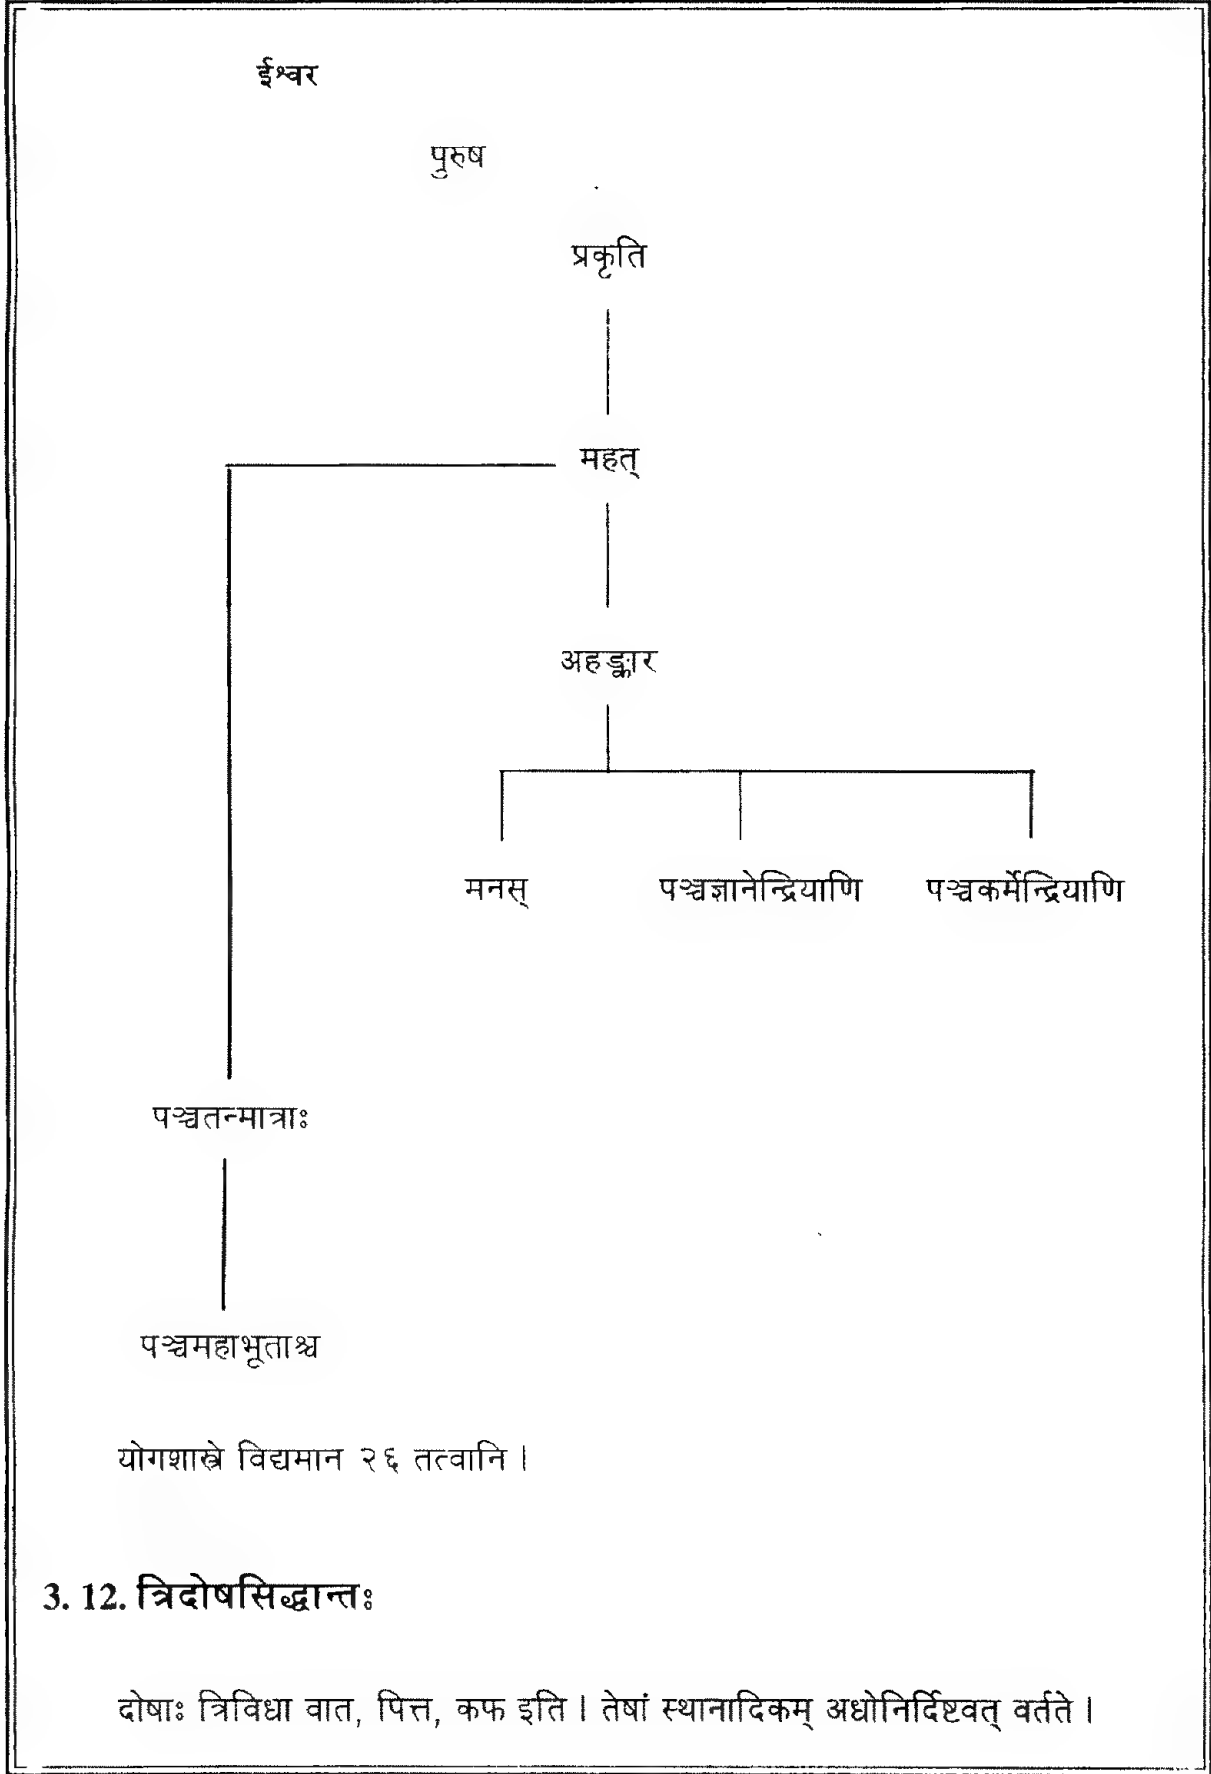 ईश्वर
पुरुष
प्रकृति
महत्
अहङ्कार
मनस् पञ्चज्ञानेन्द्रियाणि पञ्चकर्मेन्द्रियाणि
पञ्चतन्मात्राः
पञ्चमहाभूताश्च
योगशास्त्रे विद्यमान २६ तत्वानि ।
3. 12. त्रिदोषसिद्धान्तः
दोषाः त्रिविधा वात, पित्त, कफ इति । तेषां स्थानादिकम् अधोनिर्दिष्टवत् वर्तते ।